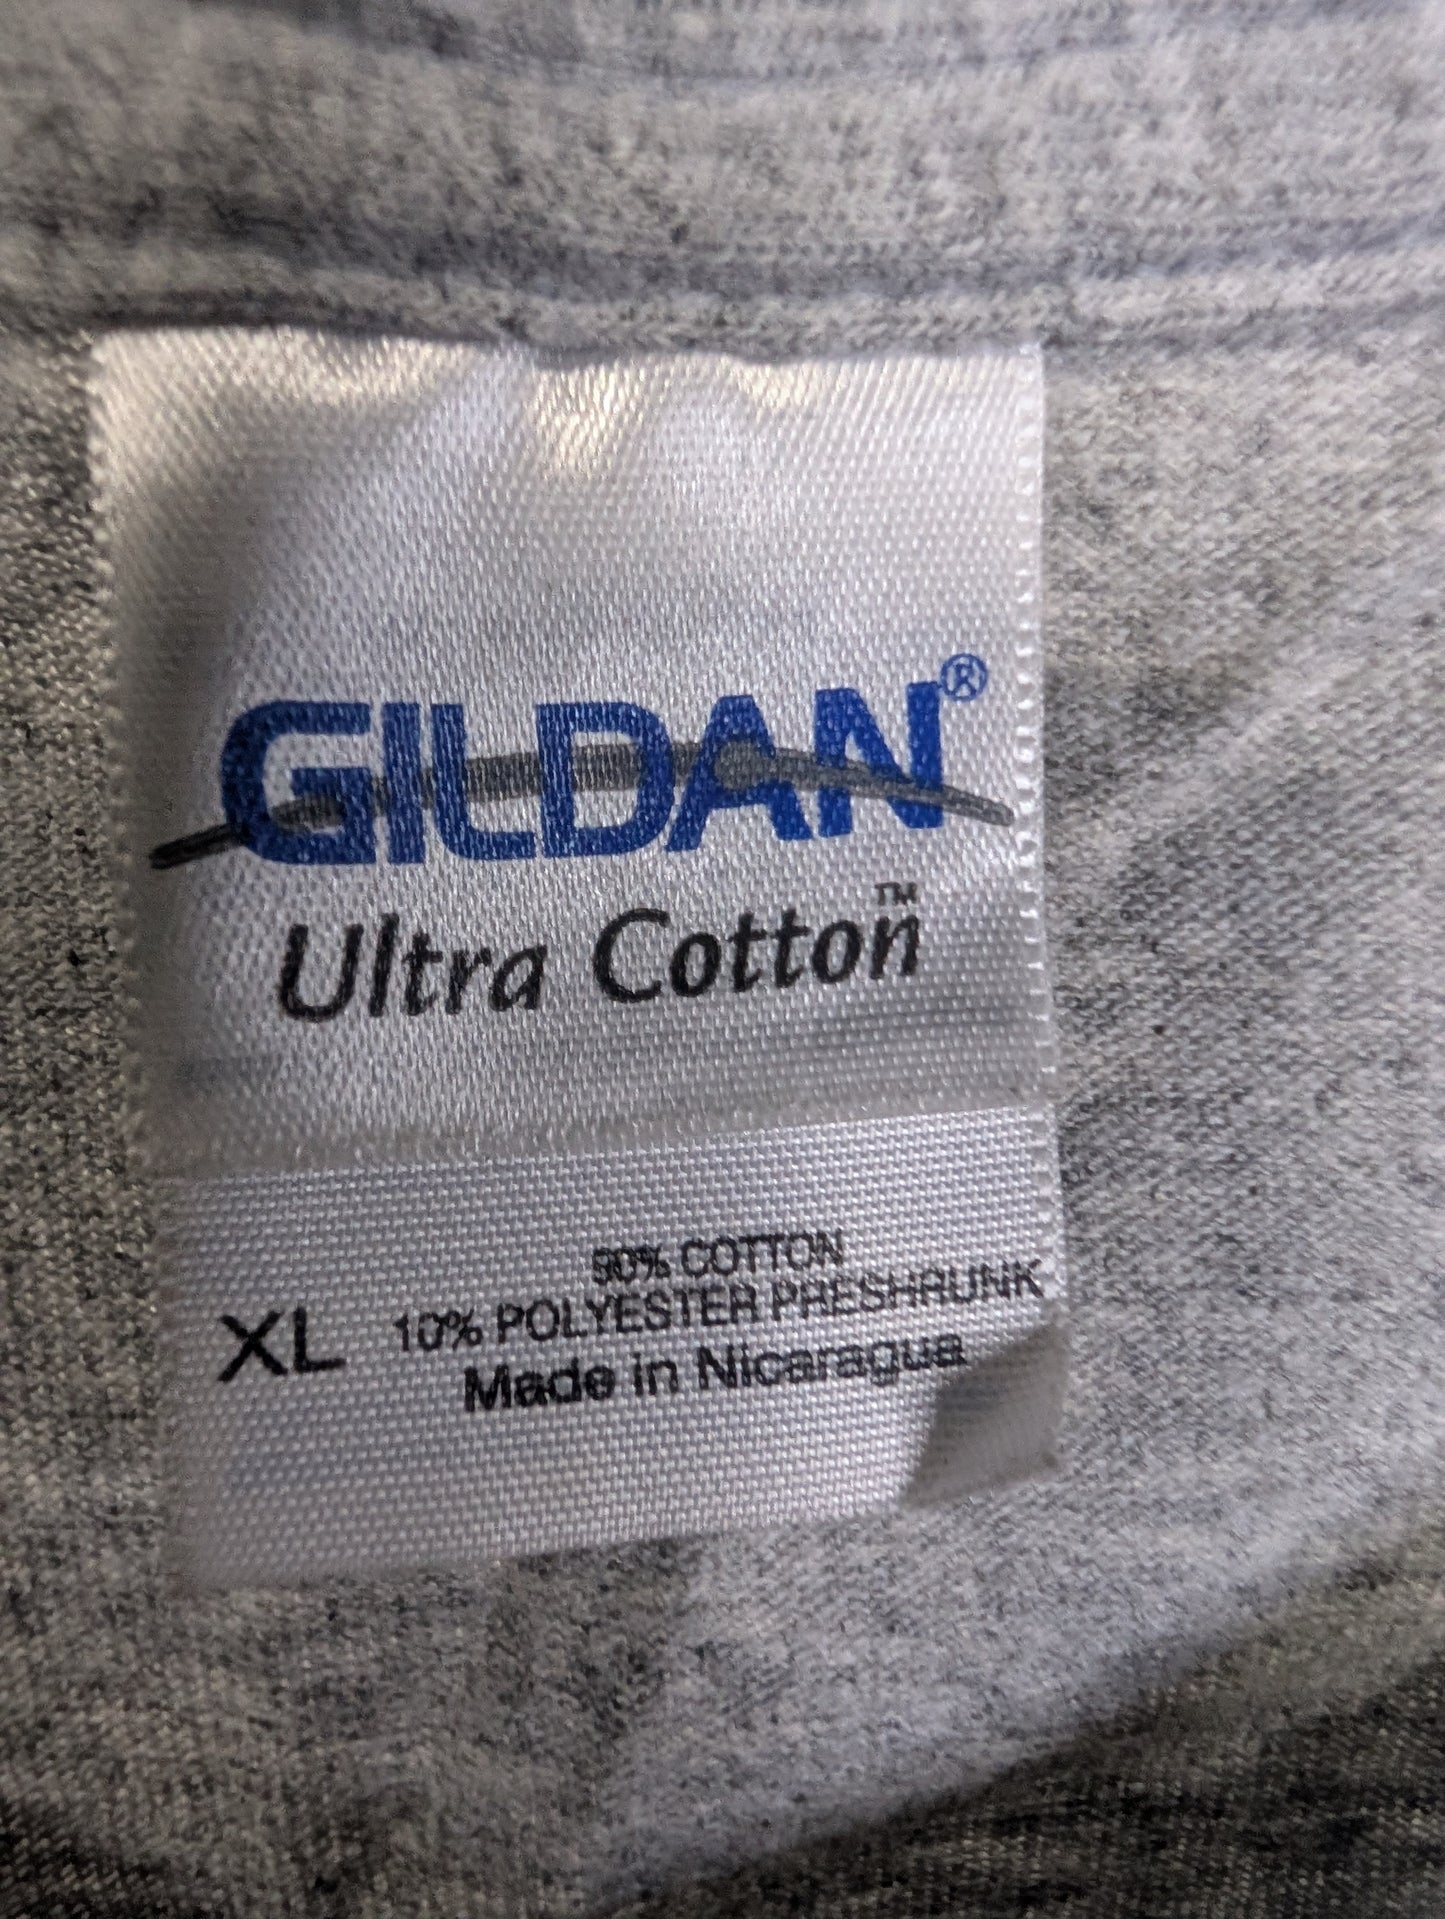 GILDAN®
Ultra Cotton™
90% COTTON
XL 10% POLYESTER PRESHRUNK
Made in Nicaragua